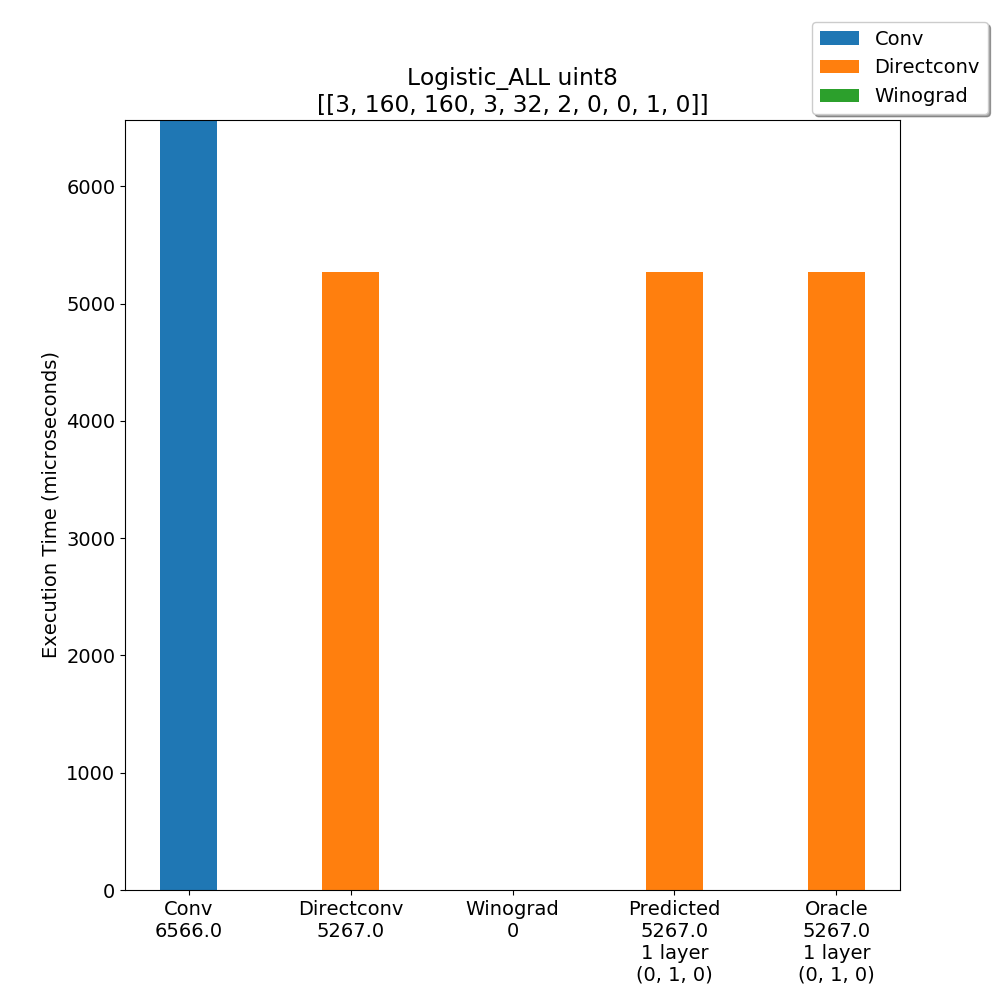 Conv
Directconv
Winograd
Logistic_ALL uint8
[[3, 160, 160, 3, 32, 2, 0, 0, 1, 0]]
Execution Time (microseconds)
6000
5000
4000
3000
2000
1000
0
Conv
6566.0
Directconv
5267.0
Winograd
0
Predicted
5267.0
1 layer
(0, 1, 0)
Oracle
5267.0
1 layer
(0, 1, 0)